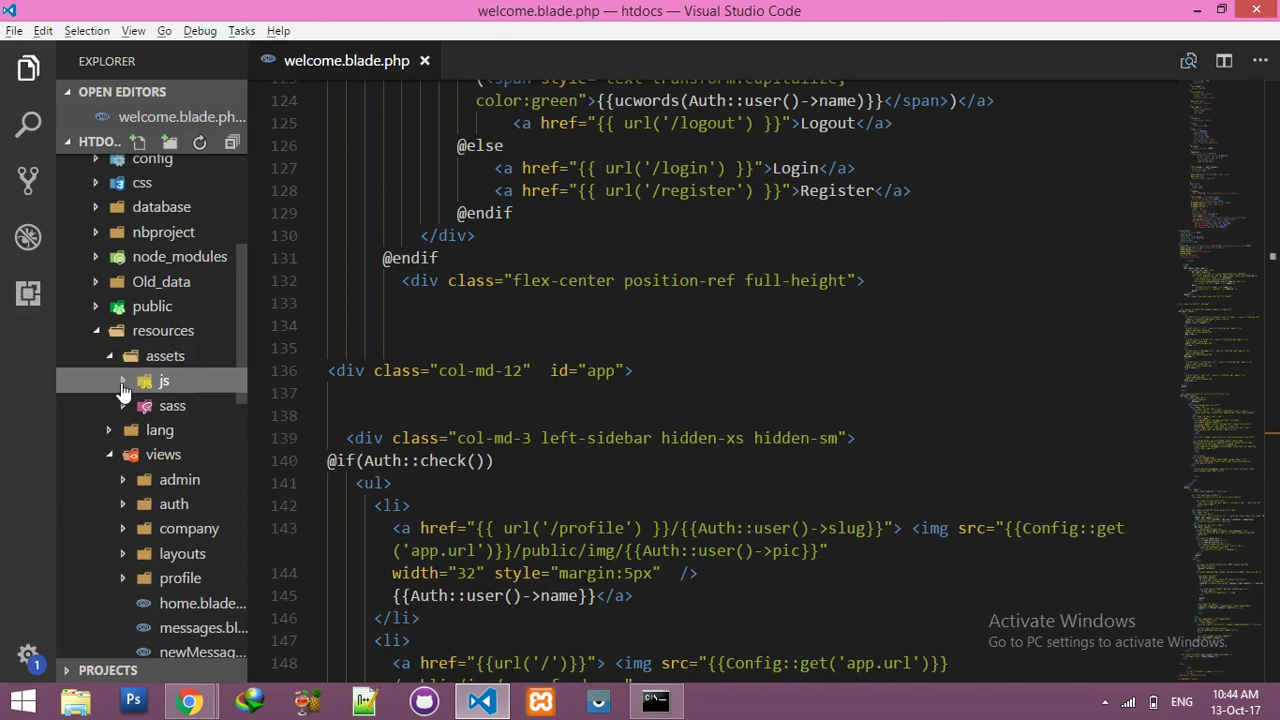 welcome.blade.php — htdocs — Visual Studio Code
File Edit Selection View Go Debug Tasks Help
EXPLORER
welcome.blade.php
OPEN EDITORS
welcome.blade.ph...
HTDO...
config
css
database
nbproject
node_modules
Old_data
public
resources
assets
js
sass
lang
views
admin
auth
company
layouts
profile
home.blade...
messages.bl...
newMessag...
PROJECTS
1
124 color:green">{{ucwords(Auth::user()->name)}}</span>)</a>
125 <a href="{{ url('/logout') }}">Logout</a>
126 @else
127 <a href="{{ url('/login') }}">Login</a>
128 <a href="{{ url('/register') }}">Register</a>
129 @endif
130 </div>
131 @endif
132 <div class="flex-center position-ref full-height">
133
134
135
136 <div class="col-md-12" id="app">
137
138
139 <div class="col-md-3 left-sidebar hidden-xs hidden-sm">
140 @if(Auth::check())
141 <ul>
142 <li>
143 <a href="{{ url('/profile') }}/{{Auth::user()->slug}}"> <img src="{{Config::get
('app.url')}}/public/img/{{Auth::user()->pic}}"
144 width="32" style="margin:5px" />
145 {{Auth::user()->name}}</a>
146 </li>
147 <li>
148 <a href="{{url('/')}}"> <img src="{{Config::get('app.url')}}
Activate Windows
Go to PC settings to activate Windows.
ENG
10:44 AM
13-Oct-17